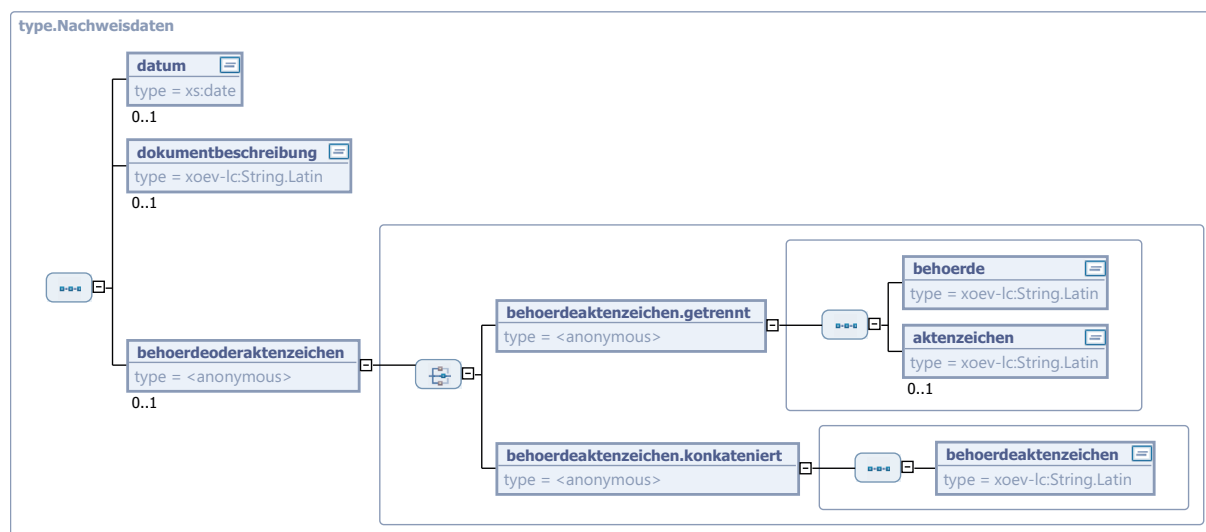 type.Nachweisdaten
datum
type = xs:date
0..1
dokumentbeschreibung
type = xoev-lc:String.Latin
0..1
behoerdeoderaktenzeichen
type = <anonymous>
0..1
behoerdeaktenzeichen.getrennt
type = <anonymous>
behoerde
type = xoev-lc:String.Latin
aktenzeichen
type = xoev-lc:String.Latin
0..1
behoerdeaktenzeichen.konkateniert
type = <anonymous>
behoerdeaktenzeichen
type = xoev-lc:String.Latin